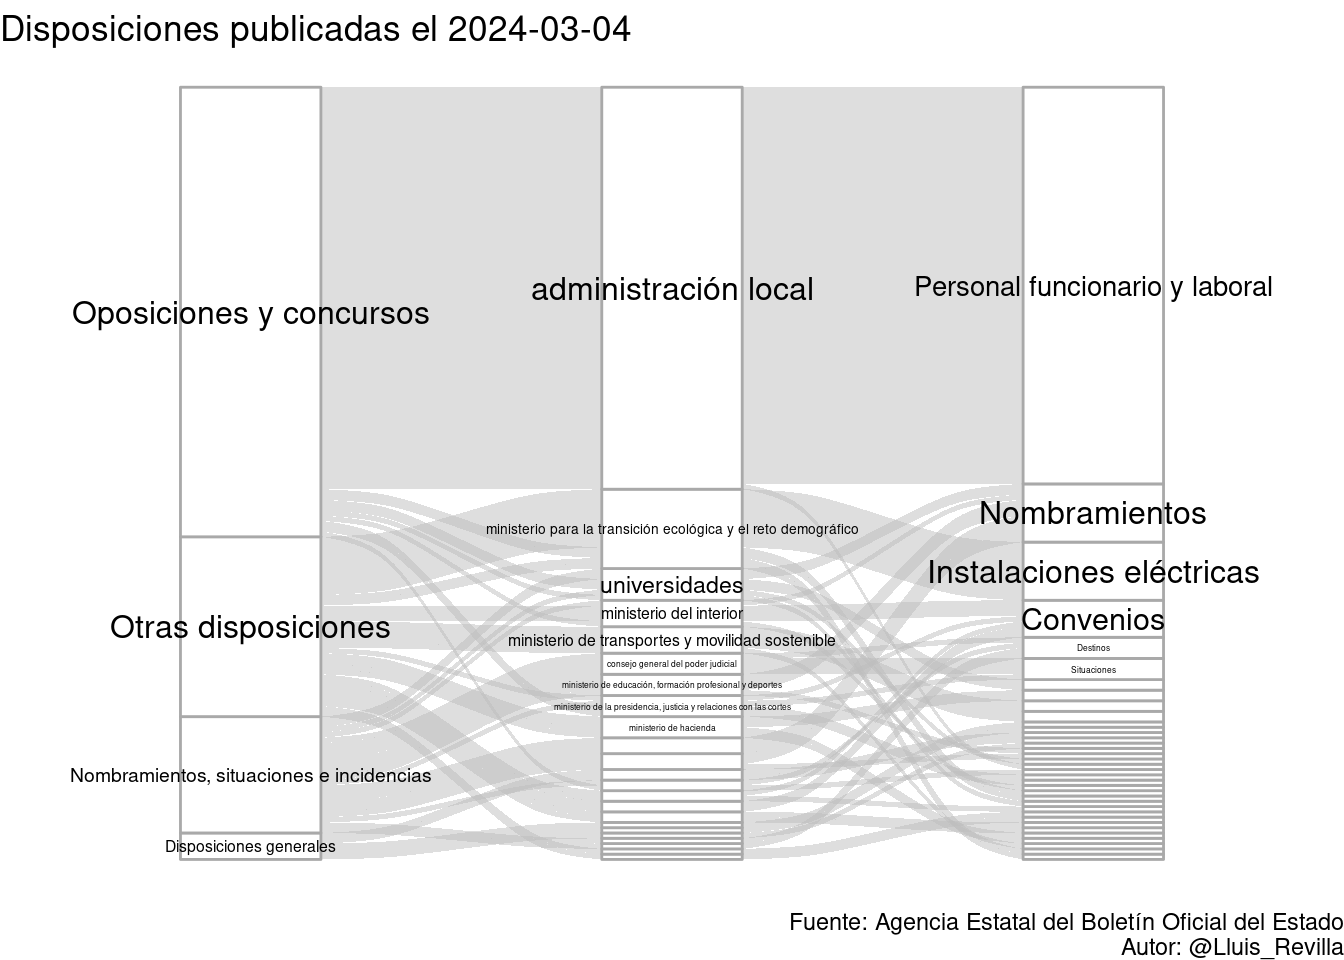 Disposiciones publicadas el 2024-03-04
Oposiciones y concursos
Otras disposiciones
Nombramientos, situaciones e incidencias
Disposiciones generales
administración local
ministerio para la transición ecológica y el reto demográfico
universidades
ministerio del interior
ministerio de transportes y movilidad sostenible
consejo general del poder judicial
ministerio de educación, formación profesional y deportes
ministerio de la presidencia, justicia y relaciones con las cortes
ministerio de hacienda
Personal funcionario y laboral
Nombramientos
Instalaciones eléctricas
Convenios
Destinos
Situaciones
Fuente: Agencia Estatal del Boletín Oficial del Estado
Autor: @Lluis_Revilla